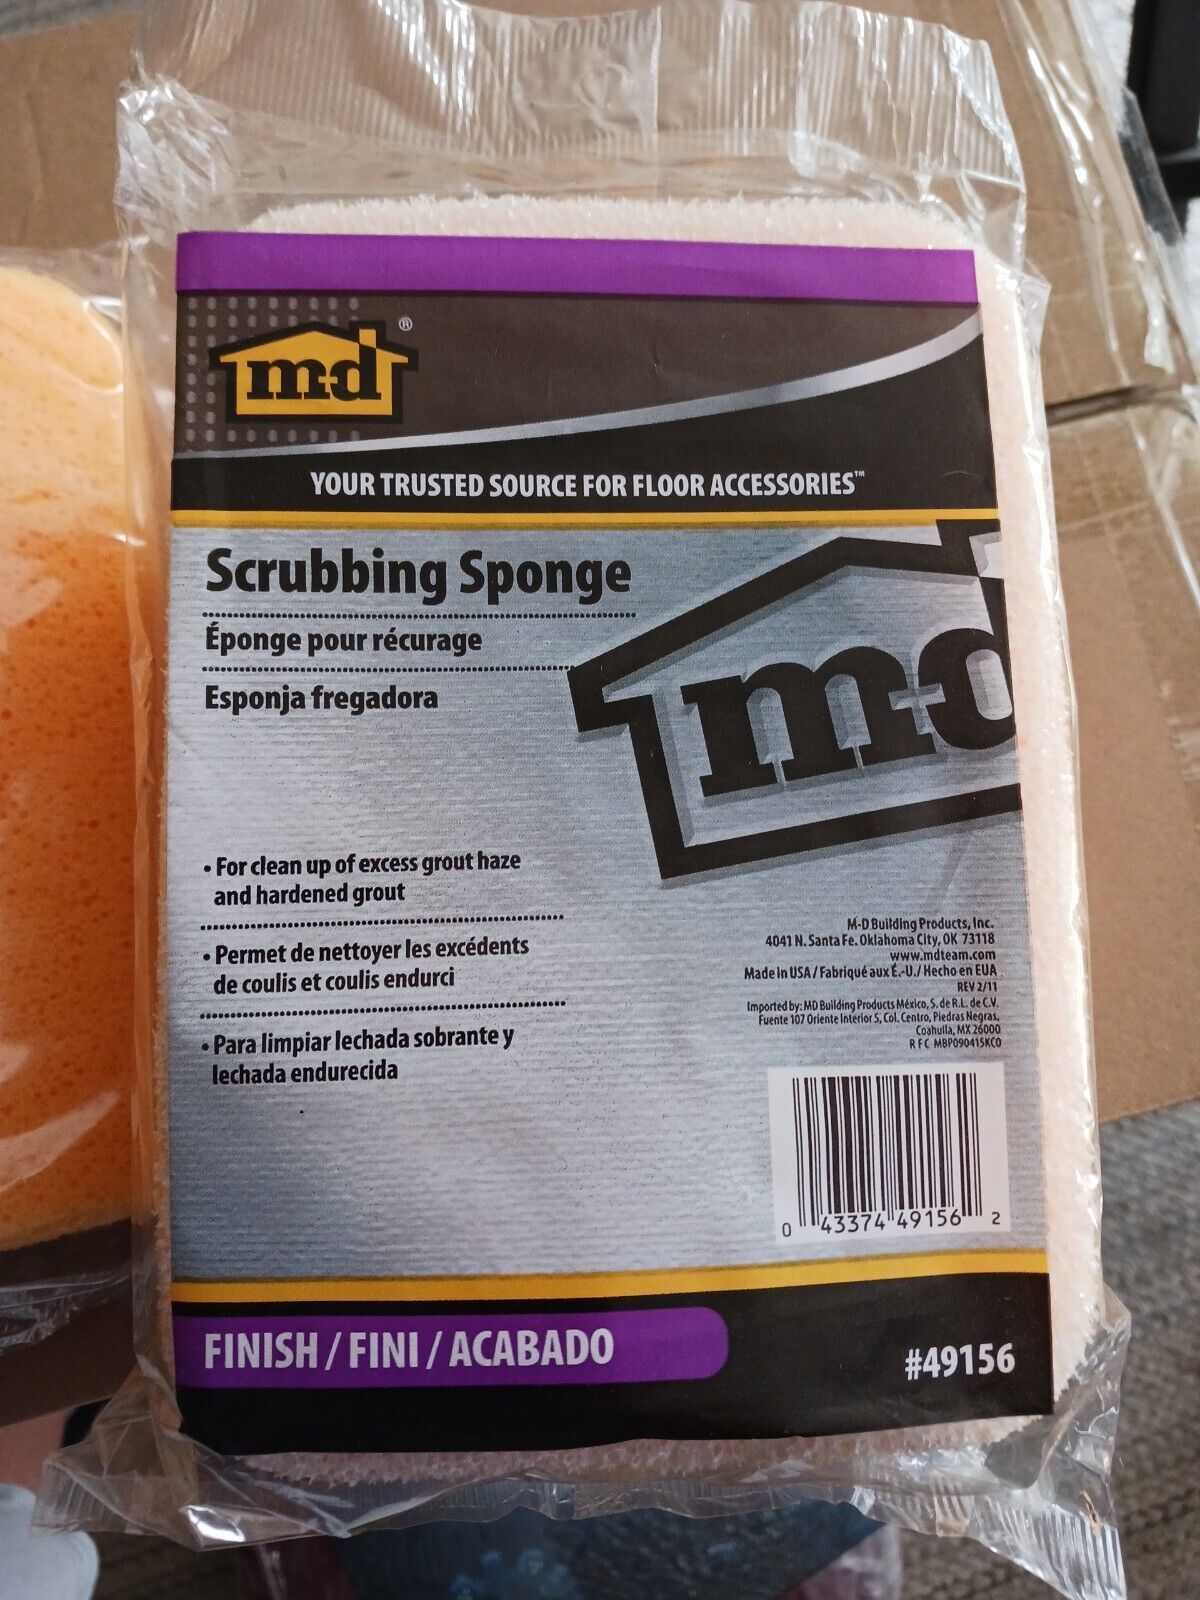 m-d®
YOUR TRUSTED SOURCE FOR FLOOR ACCESSORIES™
Scrubbing Sponge
Éponge pour récurage
Esponja fregadora
m-d
• For clean up of excess grout haze
and hardened grout
• Permet de nettoyer les excédents
de coulis et coulis endurci
• Para limpiar lechada sobrante y
lechada endurecida
M-D Building Products, Inc.
4041 N. Santa Fe. Oklahoma City, OK 73118
www.mdteam.com
Made in USA / Fabriqué aux É.-U./ Hecho en EUA
REV 2/11
Imported by: MD Building Products México, S. de R.L. de C.V.
Fuente 107 Oriente Interior 5, Col. Centro, Piedras Negras,
Coahulla, MX 26000
R F C MBP090415KC0
0 43374 49156 2
FINISH / FINI / ACABADO
#49156